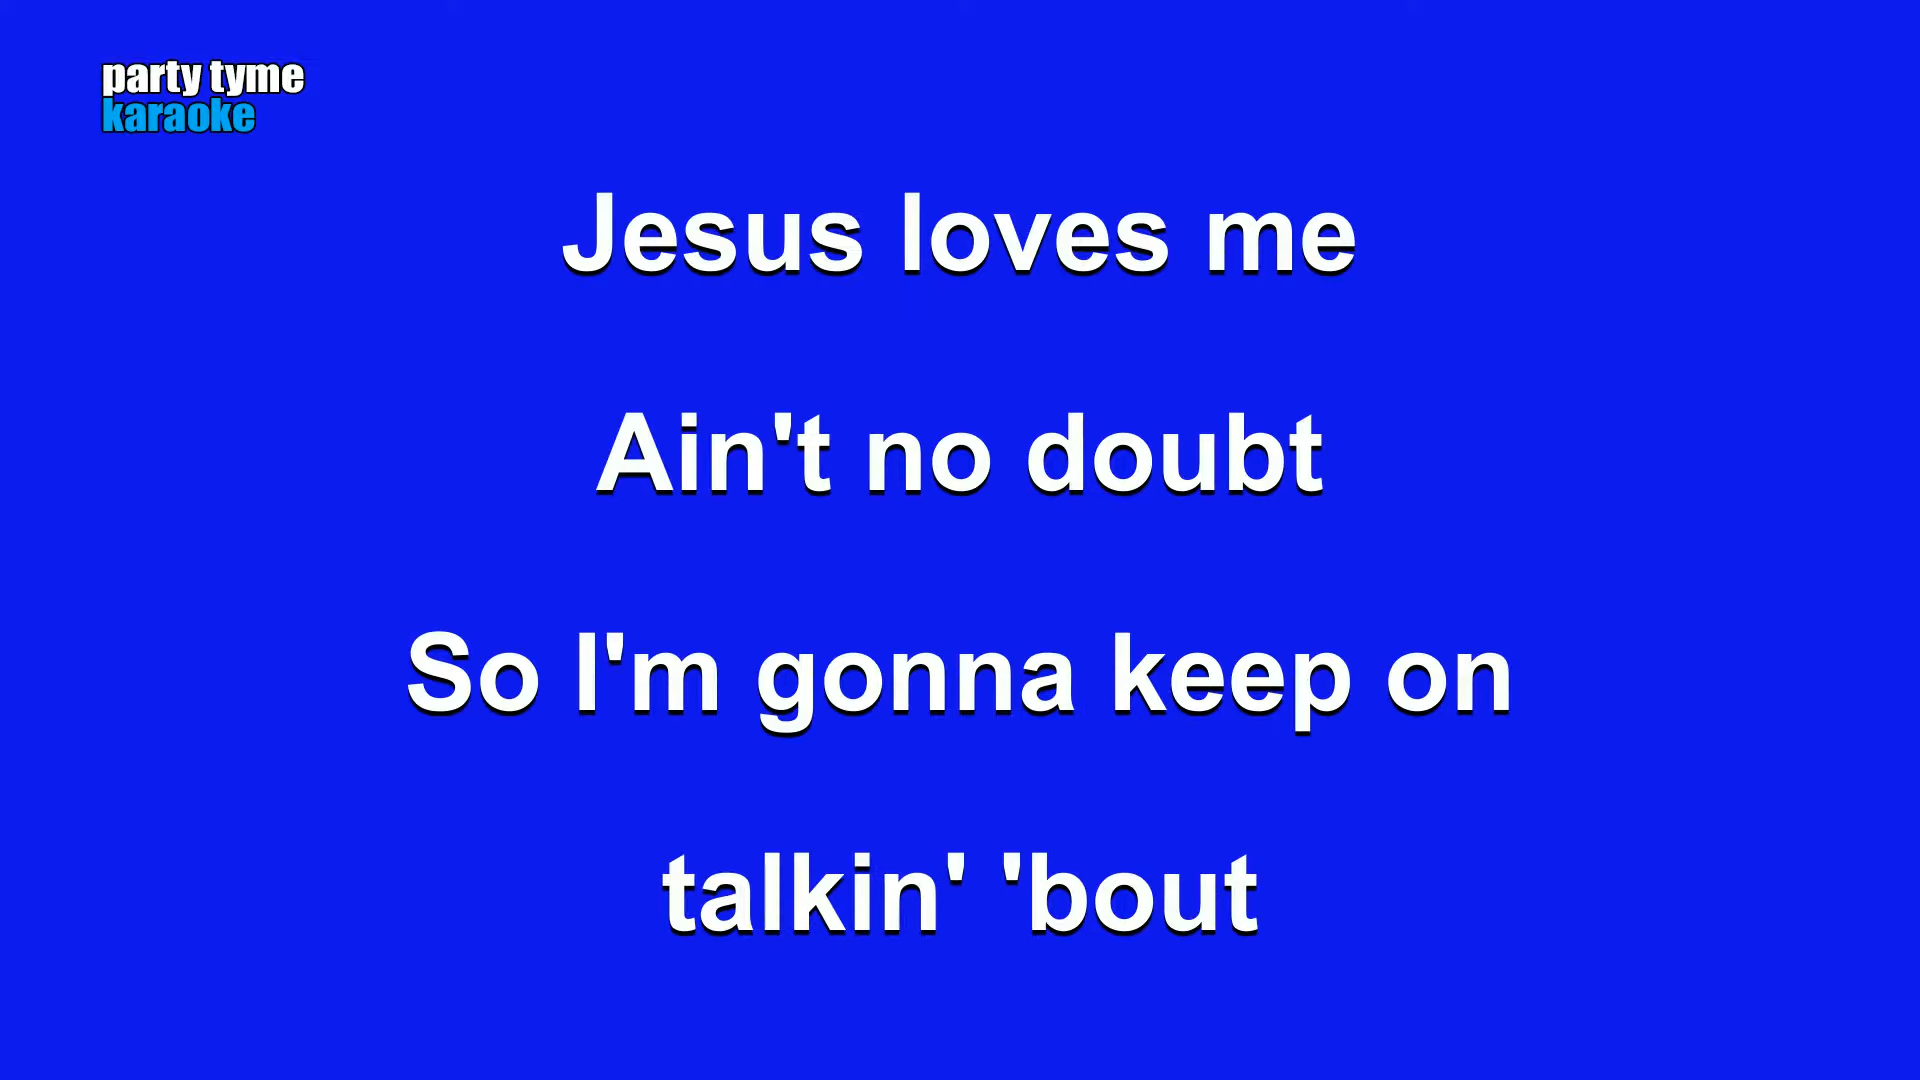 party tyme
karaoke
Jesus loves me
Ain't no doubt
So I'm gonna keep on
talkin' 'bout